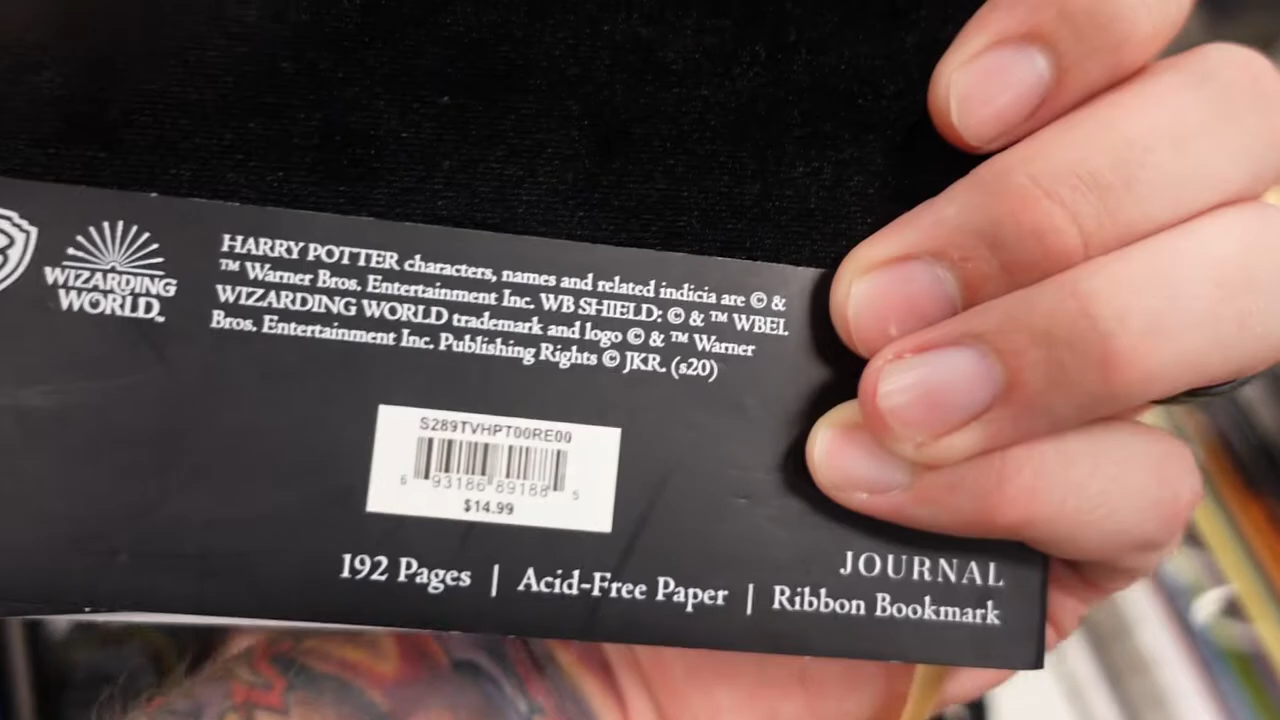 WIZARDING
WORLD™
HARRY POTTER characters, names and related indicia are © &
™ Warner Bros. Entertainment Inc. WB SHIELD: © & ™ WBEI.
WIZARDING WORLD trademark and logo © & ™ Warner
Bros. Entertainment Inc. Publishing Rights © JKR. (s20)
S289TVHPT00RE00
6 93186 89188 5
$14.99
JOURNAL
192 Pages | Acid-Free Paper | Ribbon Bookmark